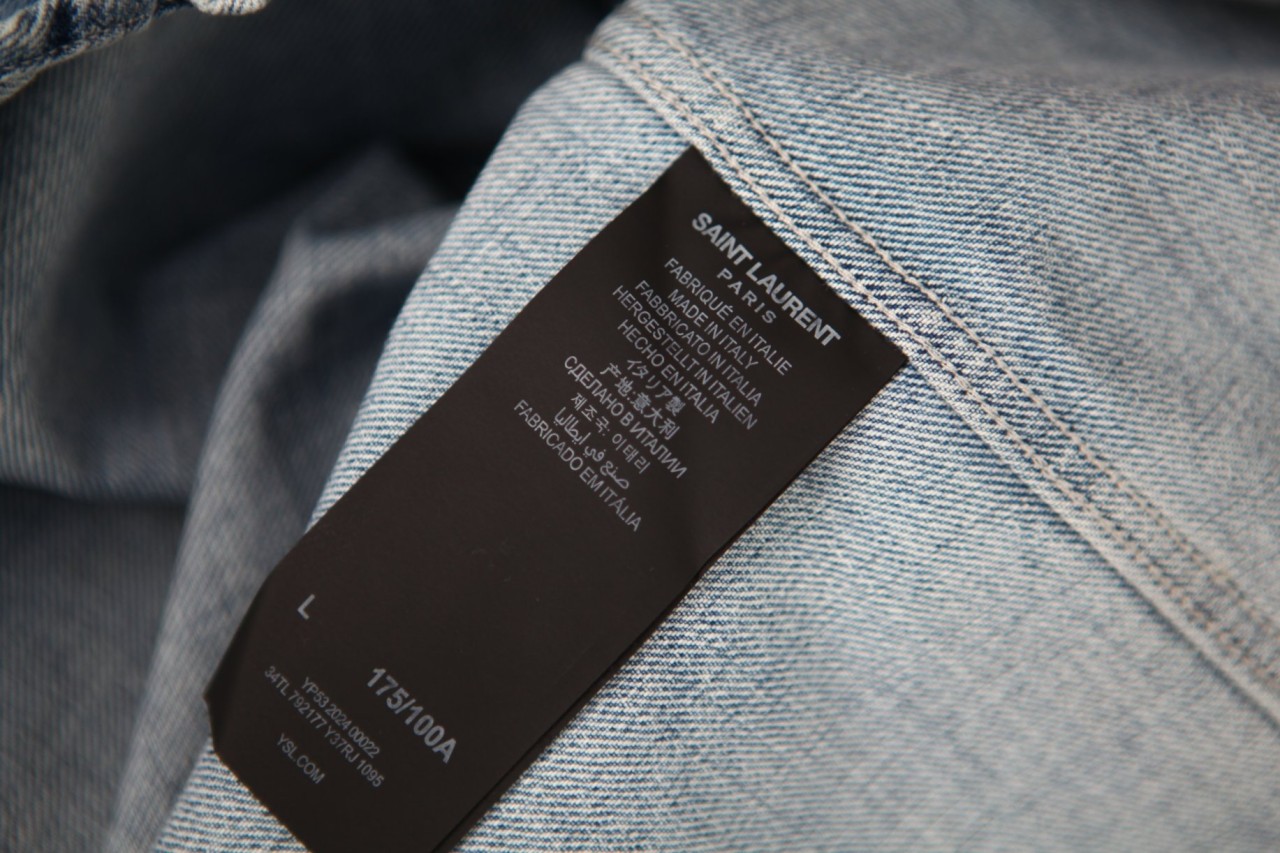 SAINT LAURENT
PARIS
FABRIQUÉ EN ITALIE
MADE IN ITALY
FABBRICATO IN ITALIA
HERGESTELLT IN ITALIEN
HECHO EN ITALIA
イタリア製
产地意大利
СДЕЛАНО В ИТАЛИИ
제조국 이태리
صنع في ايطاليا
FABRICADO EM ITÁLIA
L
175/100A
YP53 2024 00022
34TL 792171 Y37RJ 1095
YSL.COM